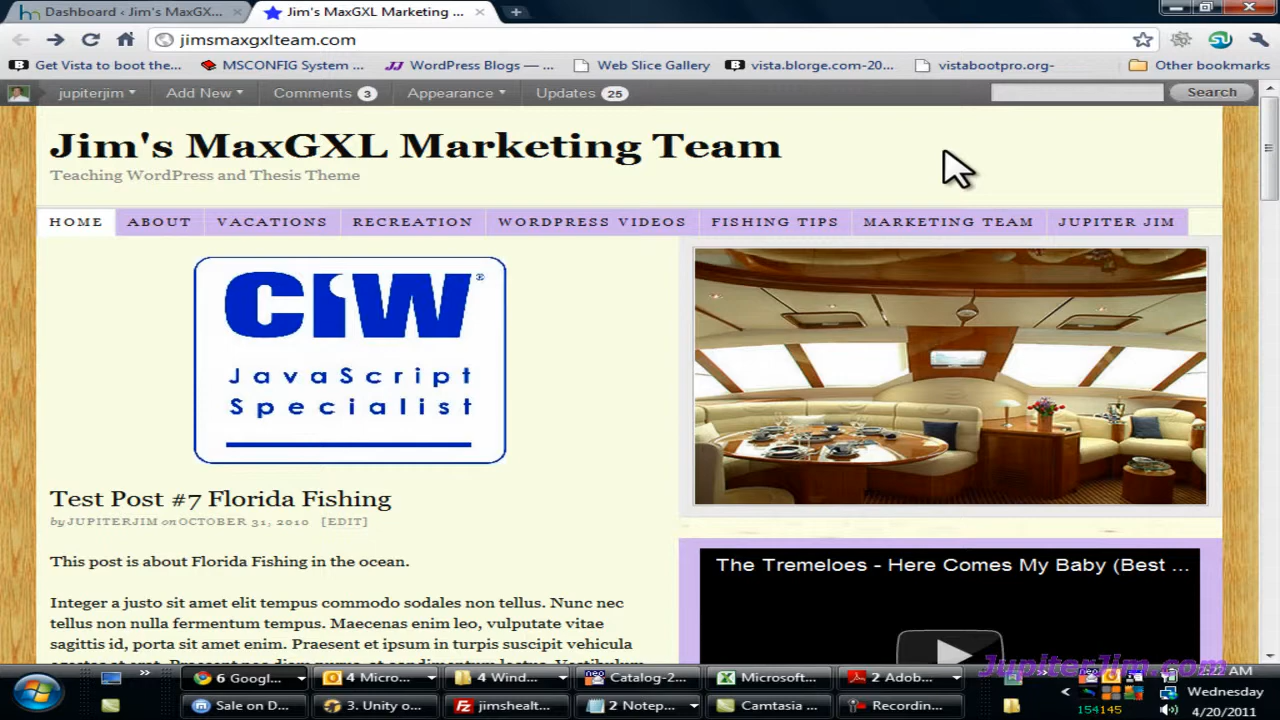 Dashboard ‹ Jim's MaxGX...
Jim's MaxGXL Marketing ...
jimsmaxgxlteam.com
Get Vista to boot the...
MSCONFIG System ...
WordPress Blogs — ...
Web Slice Gallery
vista.blorge.com-20...
vistabootpro.org-
Other bookmarks
jupiterjim
Add New
Comments 3
Appearance
Updates 25
Search
Jim's MaxGXL Marketing Team
Teaching WordPress and Thesis Theme
HOME ABOUT VACATIONS RECREATION WORDPRESS VIDEOS FISHING TIPS MARKETING TEAM JUPITER JIM
CIW®
JavaScript
Specialist
Test Post #7 Florida Fishing
by JUPITERJIM on OCTOBER 31, 2010 [EDIT]
This post is about Florida Fishing in the ocean.
Integer a justo sit amet elit tempus commodo sodales non tellus. Nunc nec
tellus non nulla fermentum tempus. Maecenas enim leo, vulputate vitae
sagittis id, porta sit amet enim. Praesent et ipsum in turpis suscipit vehicula
The Tremeloes - Here Comes My Baby (Best ...
JupiterJim.com
6 Googl...
4 Micro...
4 Wind...
Catalog-2...
Microsoft...
2 Adob...
Sale on D...
3. Unity o...
jimshealt...
2 Notep...
Camtasia ...
Recordin...
Wednesday
154145
4/20/2011